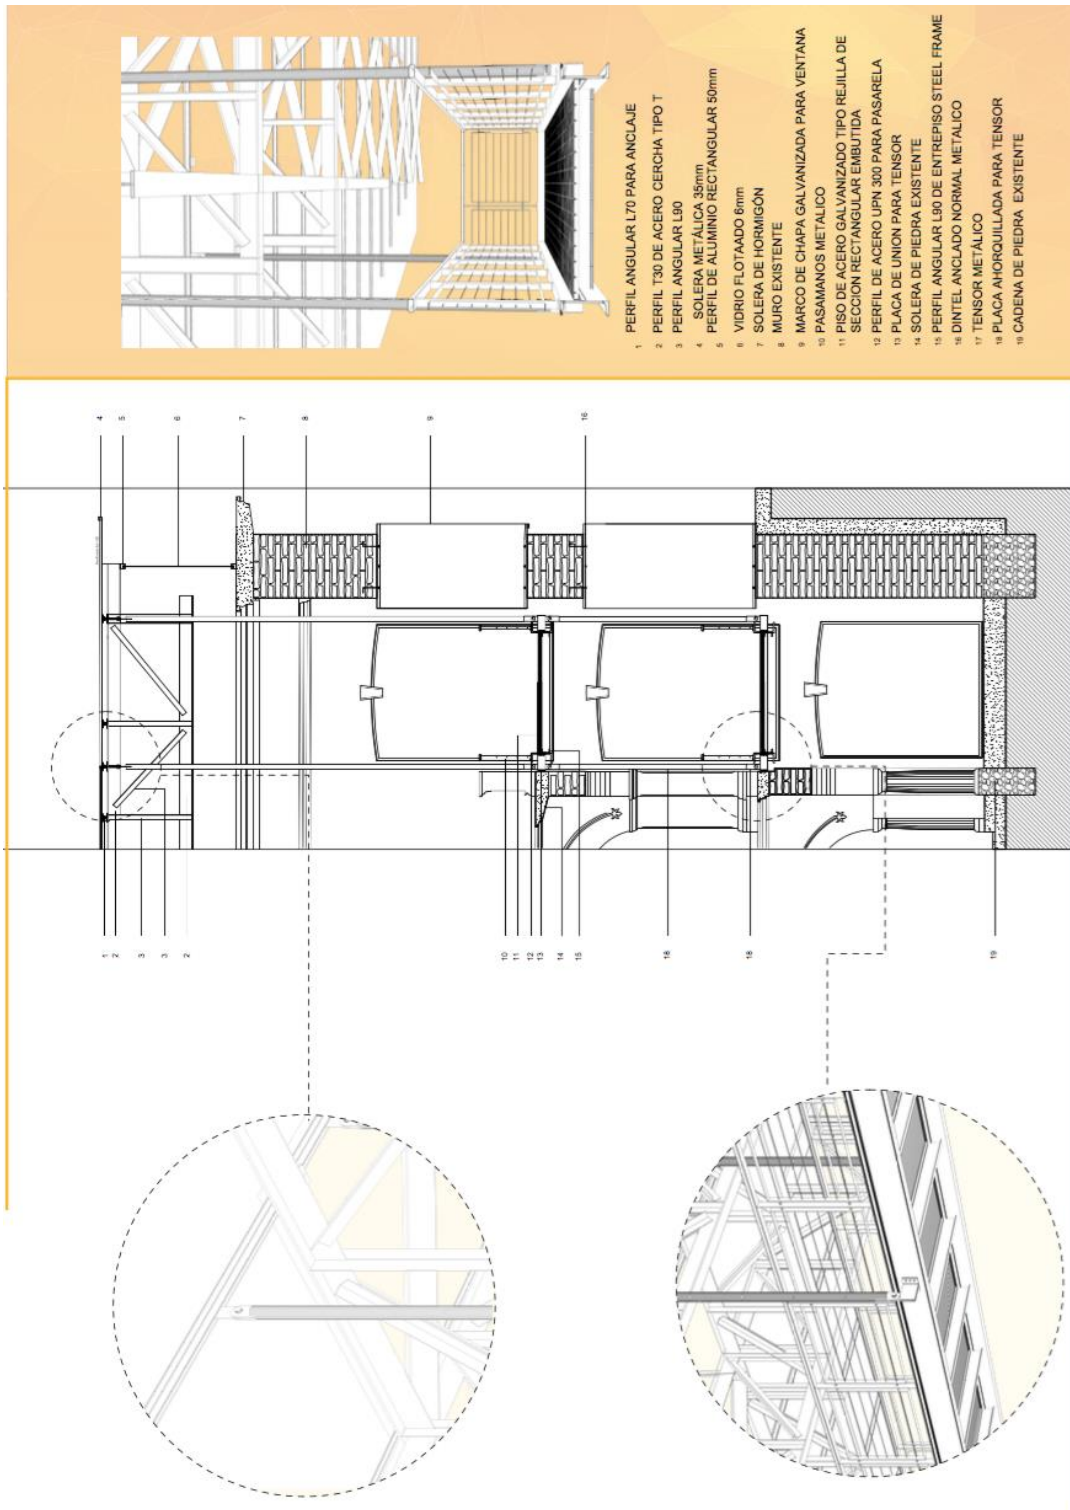 PERFIL ANGULAR L70 PARA ANCLAJE
1
PERFIL T30 DE ACERO CERCHA TIPO T
2
PERFIL ANGULAR L90
3
SOLERA METÁLICA 35mm
4
PERFIL DE ALUMINIO RECTANGULAR 50mm
5
VIDRIO FLOTAADO 6mm
6
SOLERA DE HORMIGÓN
7
MURO EXISTENTE
8
MARCO DE CHAPA GALVANIZADA PARA VENTANA
9
PASAMANOS METALICO
10
PISO DE ACERO GALVANIZADO TIPO REJILLA DE
11
SECCIÓN RECTANGULAR EMBUTIDA
PERFIL DE ACERO UPN 300 PARA PASARELA
12
PLACA DE UNION PARA TENSOR
13
SOLERA DE PIEDRA EXISTENTE
14
PERFIL ANGULAR L90 DE ENTREPISO STEEL FRAME
15
DINTEL ANCLADO NORMAL METALICO
16
TENSOR METÁLICO
17
PLACA AHORQUILLADA PARA TENSOR
18
CADENA DE PIEDRA EXISTENTE
19
4
5
6
7
8
9
16
1
2
3
3
2
10
11
12
13
14
15
18
18
19